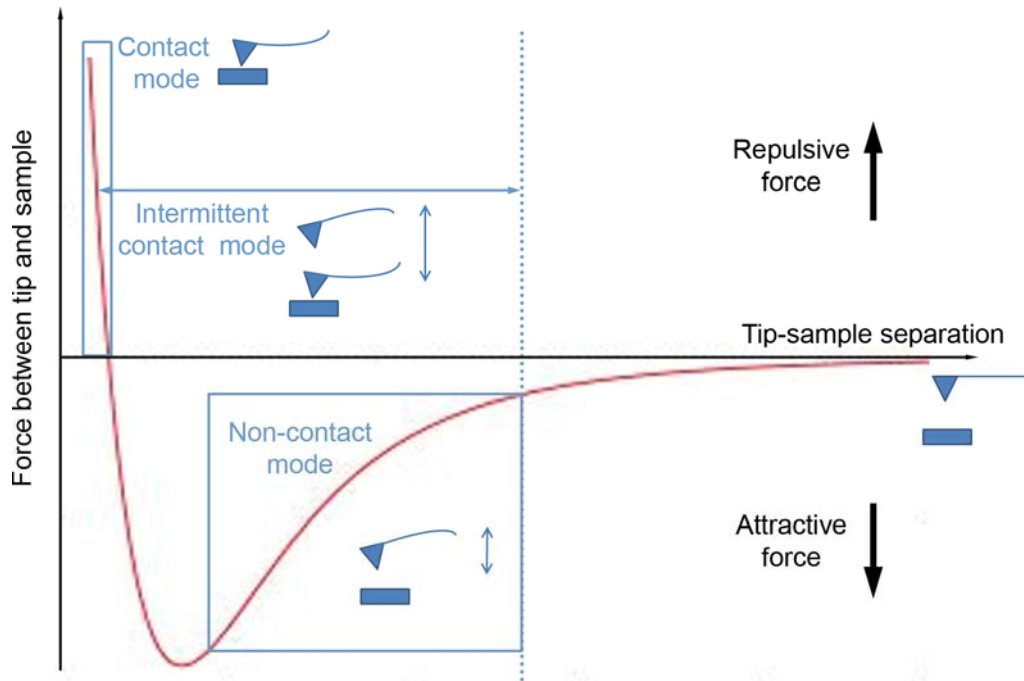 Contact
mode
Repulsive
force
Intermittent
contact mode
Tip-sample separation
Force between tip and sample
Non-contact
mode
Attractive
force